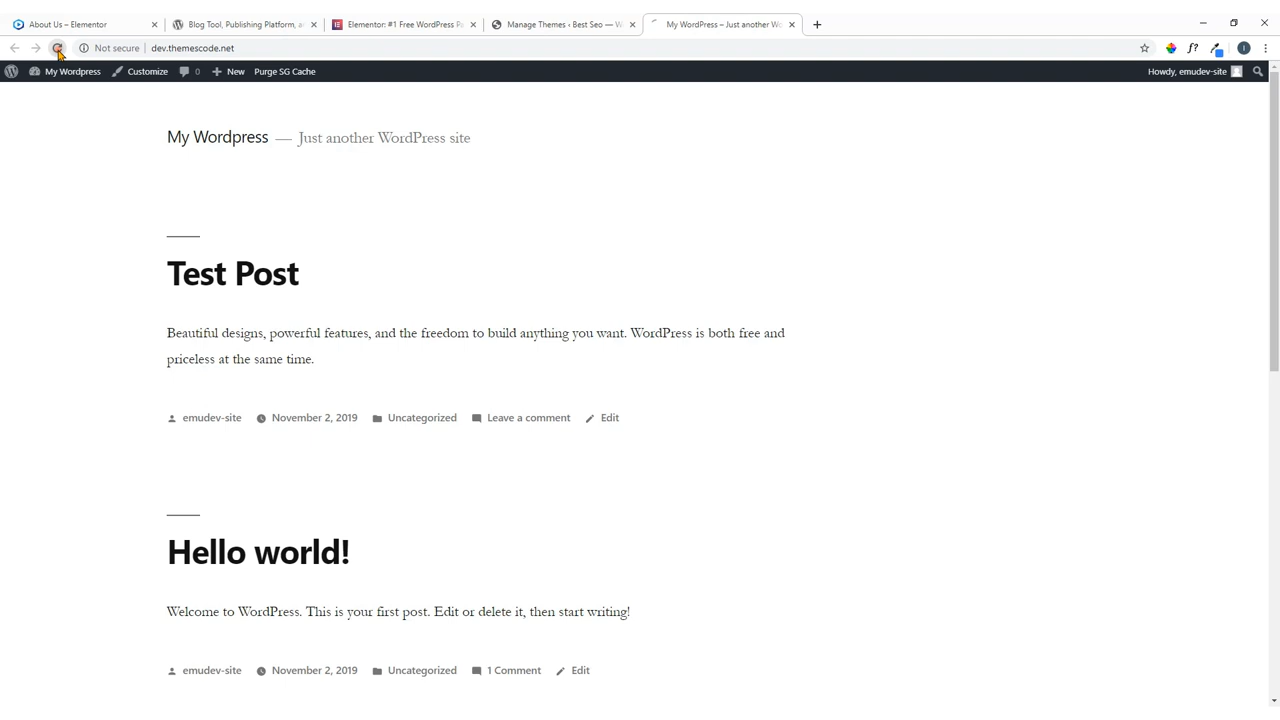 About Us – Elementor
Blog Tool, Publishing Platform, a
Elementor: #1 Free WordPress Pa
Manage Themes ‹ Best Seo — W
My WordPress – Just another Wo
Not secure
dev.themescode.net
f?
I
My Wordpress
Customize
0
New
Purge SG Cache
Howdy, emudev-site
My Wordpress — Just another WordPress site
Test Post
Beautiful designs, powerful features, and the freedom to build anything you want. WordPress is both free and
priceless at the same time.
emudev-site November 2, 2019 Uncategorized Leave a comment Edit
Hello world!
Welcome to WordPress. This is your first post. Edit or delete it, then start writing!
emudev-site November 2, 2019 Uncategorized 1 Comment Edit